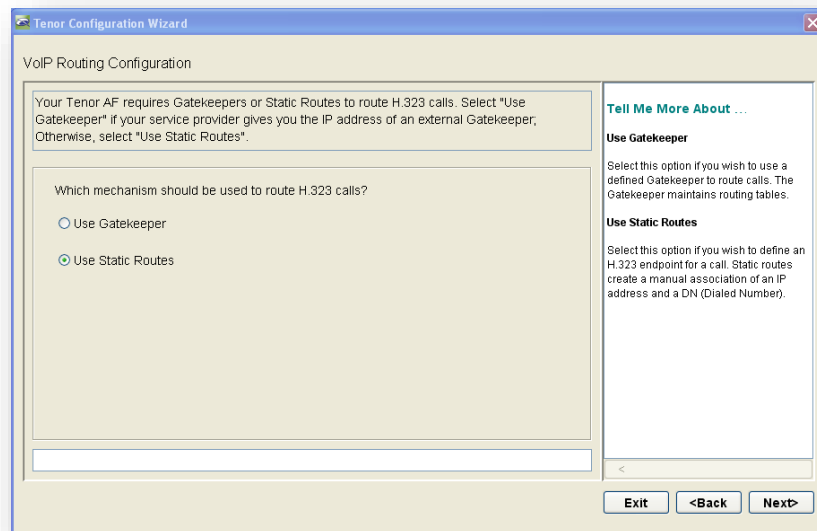 Tenor Configuration Wizard
VoIP Routing Configuration
Your Tenor AF requires Gatekeepers or Static Routes to route H.323 calls. Select "Use
Gatekeeper" if your service provider gives you the IP address of an external Gatekeeper;
Otherwise, select "Use Static Routes".
Which mechanism should be used to route H.323 calls?
Use Gatekeeper
Use Static Routes
Tell Me More About ...
Use Gatekeeper
Select this option if you wish to use a
defined Gatekeeper to route calls. The
Gatekeeper maintains routing tables.
Use Static Routes
Select this option if you wish to define an
H.323 endpoint for a call. Static routes
create a manual association of an IP
address and a DN (Dialed Number).
Exit
<Back
Next>